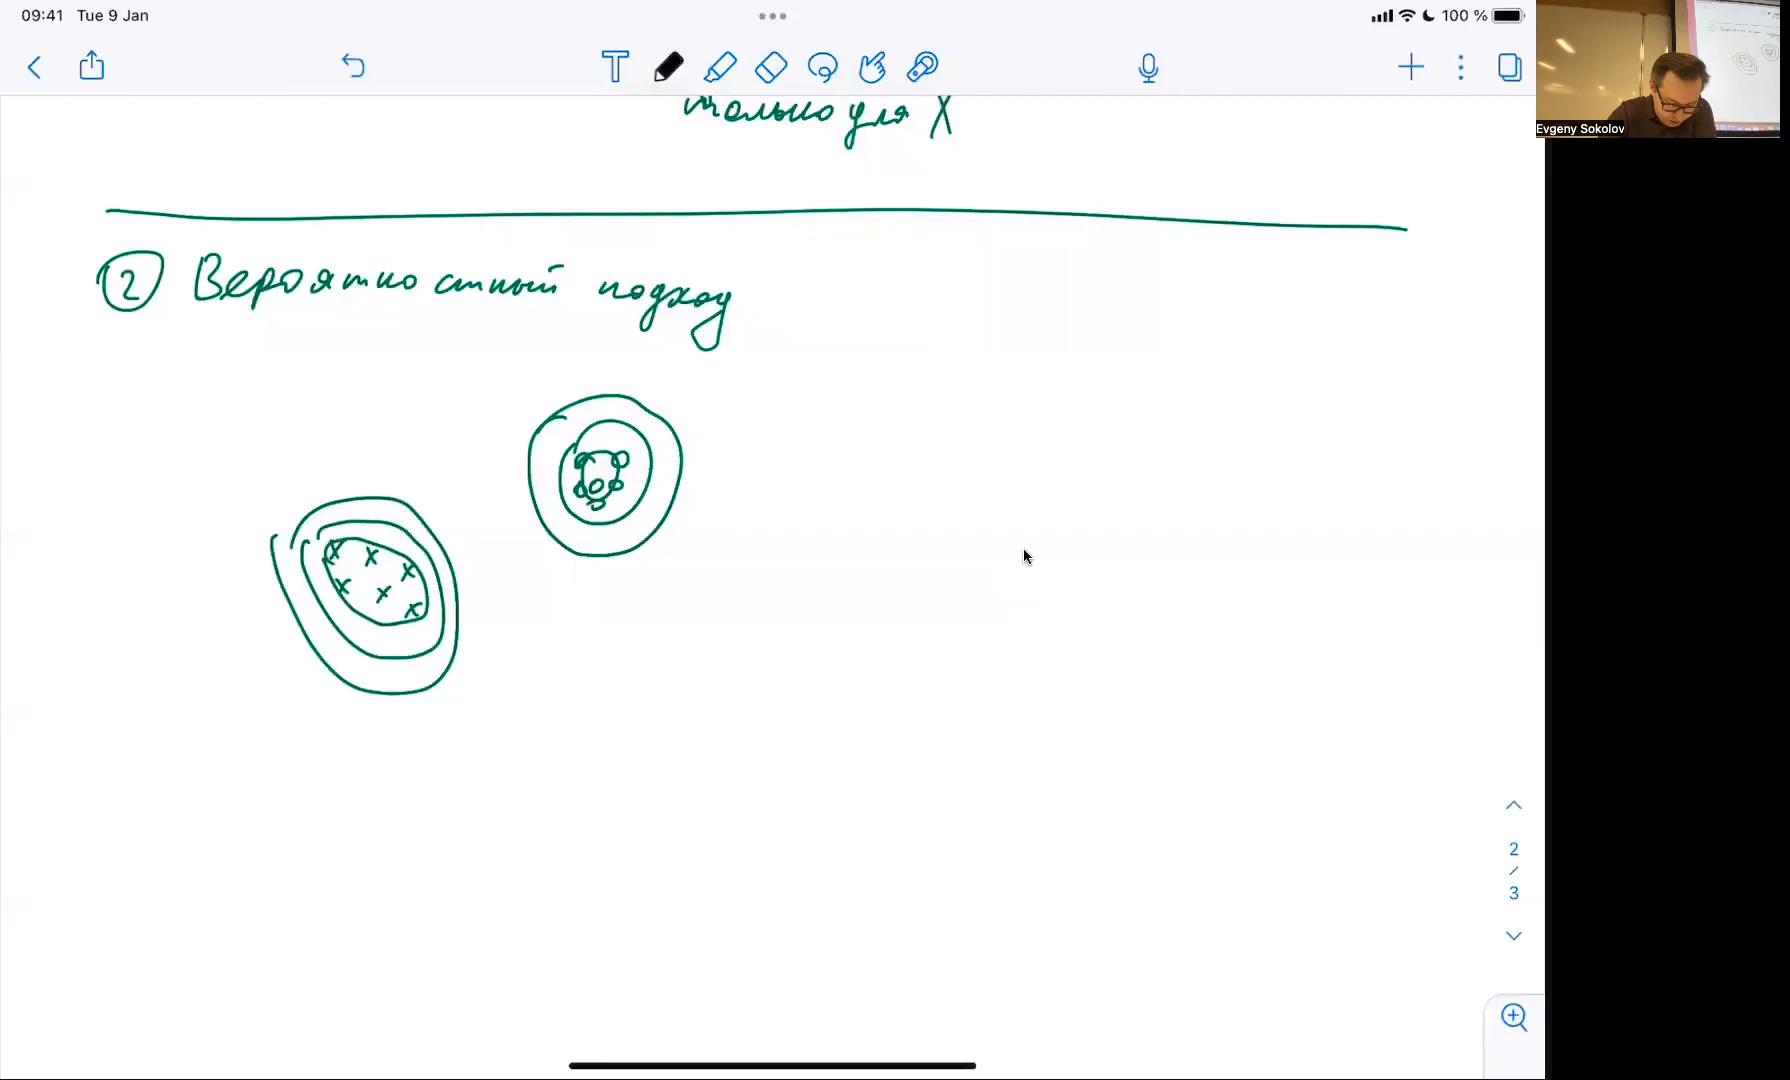 09:41 Tue 9 Jan
100 %
Evgeny Sokolov
только для X
2 Вероятностный подход
x x x
x x x
2
/
3